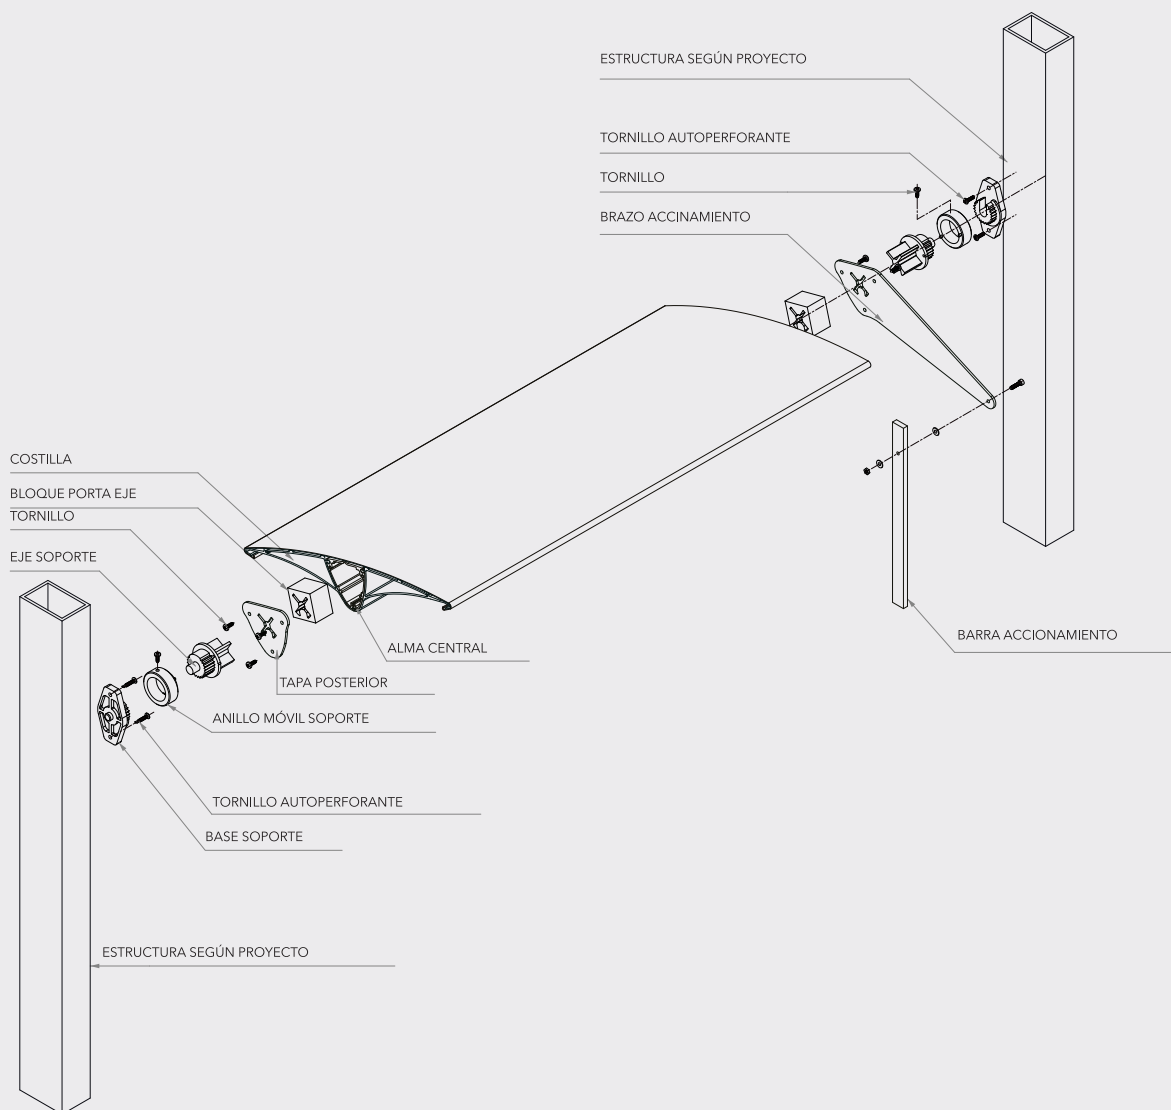 ESTRUCTURA SEGÚN PROYECTO
TORNILLO AUTOPERFORANTE
TORNILLO
BRAZO ACCINAMIENTO
COSTILLA
BLOQUE PORTA EJE
TORNILLO
EJE SOPORTE
BARRA ACCIONAMIENTO
ALMA CENTRAL
TAPA POSTERIOR
ANILLO MÓVIL SOPORTE
TORNILLO AUTOPERFORANTE
BASE SOPORTE
ESTRUCTURA SEGÚN PROYECTO